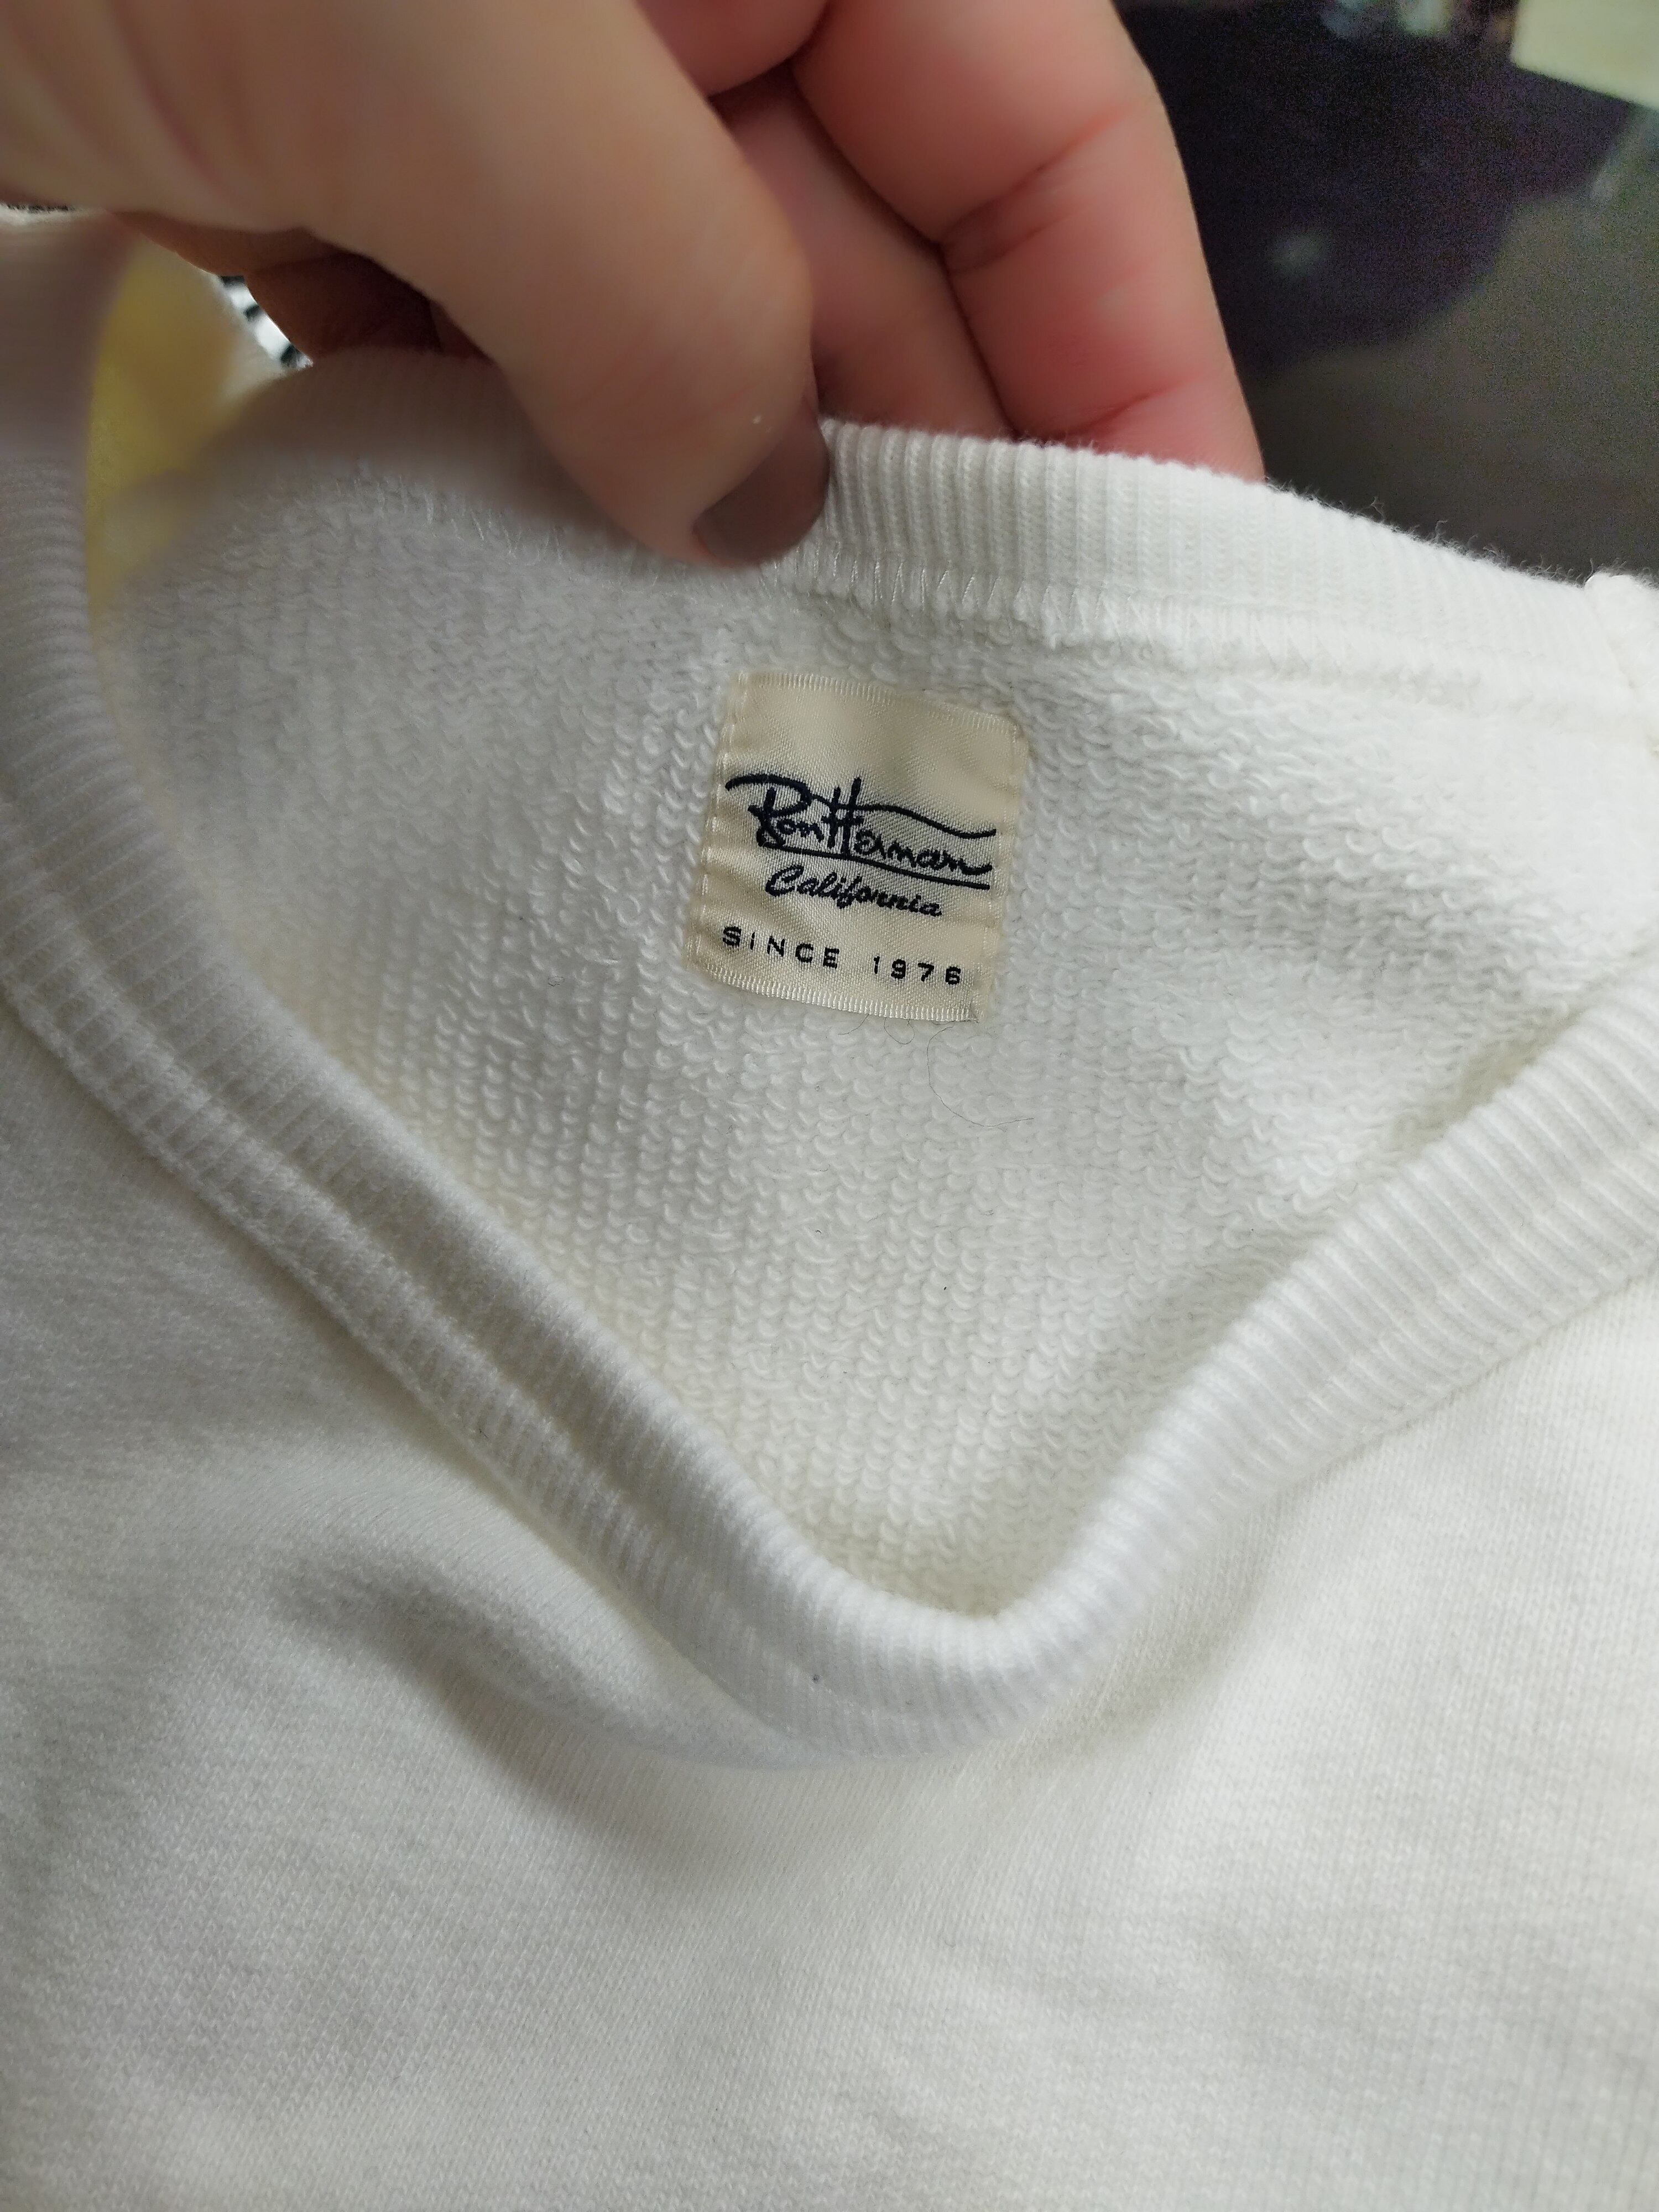 Ron Herman
California
SINCE 1976